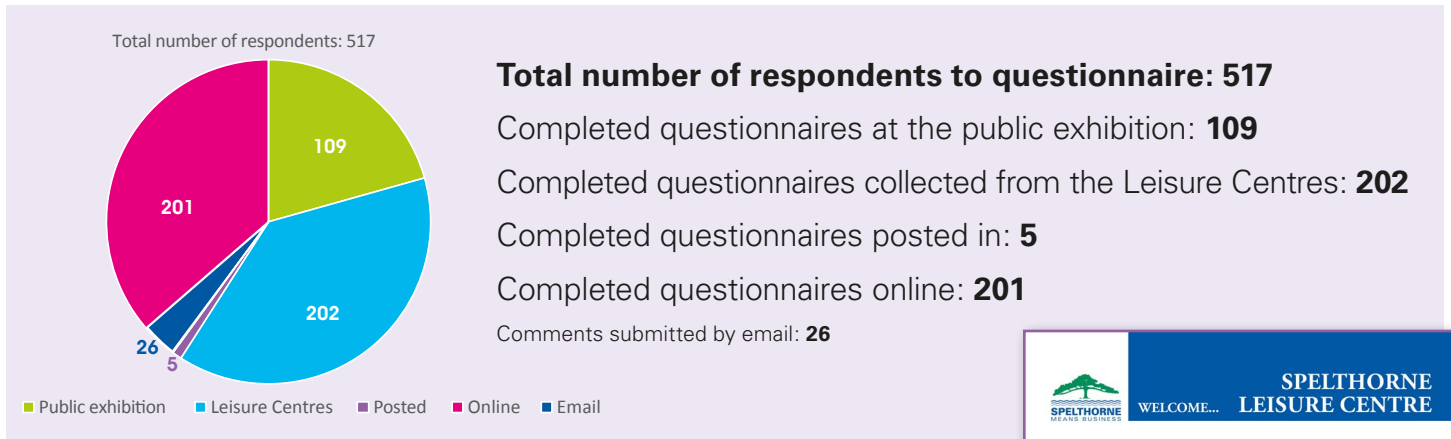 Total number of respondents: 517
109
201
202
26
5
Public exhibition Leisure Centres Posted Online Email
Total number of respondents to questionnaire: 517
Completed questionnaires at the public exhibition: 109
Completed questionnaires collected from the Leisure Centres: 202
Completed questionnaires posted in: 5
Completed questionnaires online: 201
Comments submitted by email: 26
SPELTHORNE
MEANS BUSINESS
WELCOME...
SPELTHORNE
LEISURE CENTRE